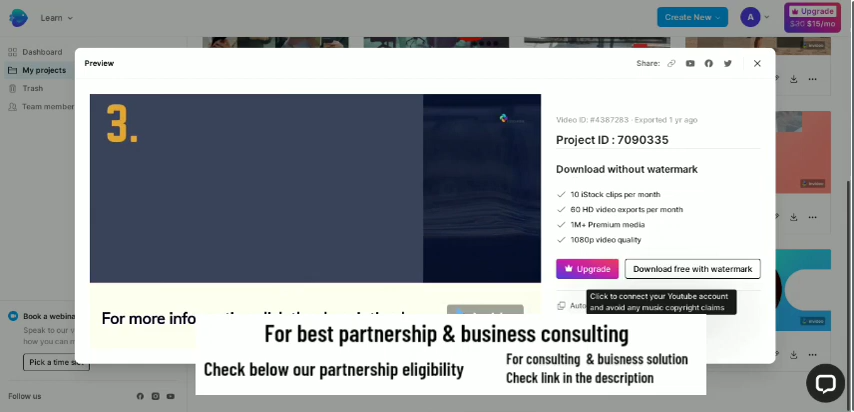 Learn
Create New
A
Upgrade
$30 $15/mo
Dashboard
My projects
Trash
Team member
Preview
Share:
3.
Video ID: #4387283 · Exported 1 yr ago
Project ID : 7090335
Download without watermark
10 iStock clips per month
60 HD video exports per month
1M+ Premium media
1080p video quality
Upgrade
Download free with watermark
Auto
Click to connect your Youtube account
and avoid any music copyright claims
For more
For best partnership & business consulting
Check below our partnership eligibility
For consulting & buisness solution
Check link in the description
Book a webina
Speak to our
how you can m
Pick a time
Follow us